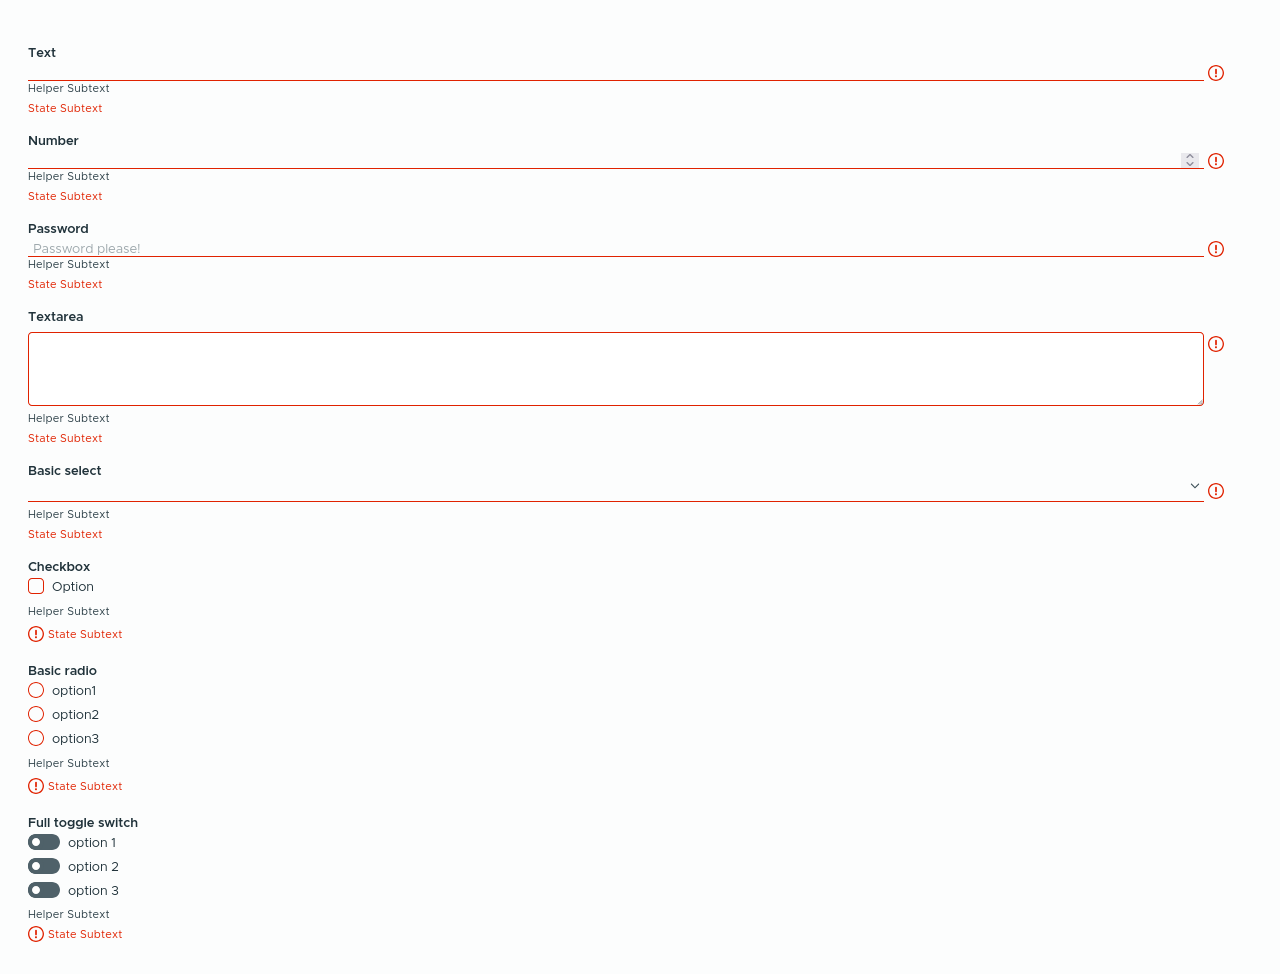 Text
Helper Subtext
State Subtext
Number
Helper Subtext
State Subtext
Password
Password please!
Helper Subtext
State Subtext
Textarea
Helper Subtext
State Subtext
Basic select
Helper Subtext
State Subtext
Checkbox
Option
Helper Subtext
State Subtext
Basic radio
option1
option2
option3
Helper Subtext
State Subtext
Full toggle switch
option 1
option 2
option 3
Helper Subtext
State Subtext